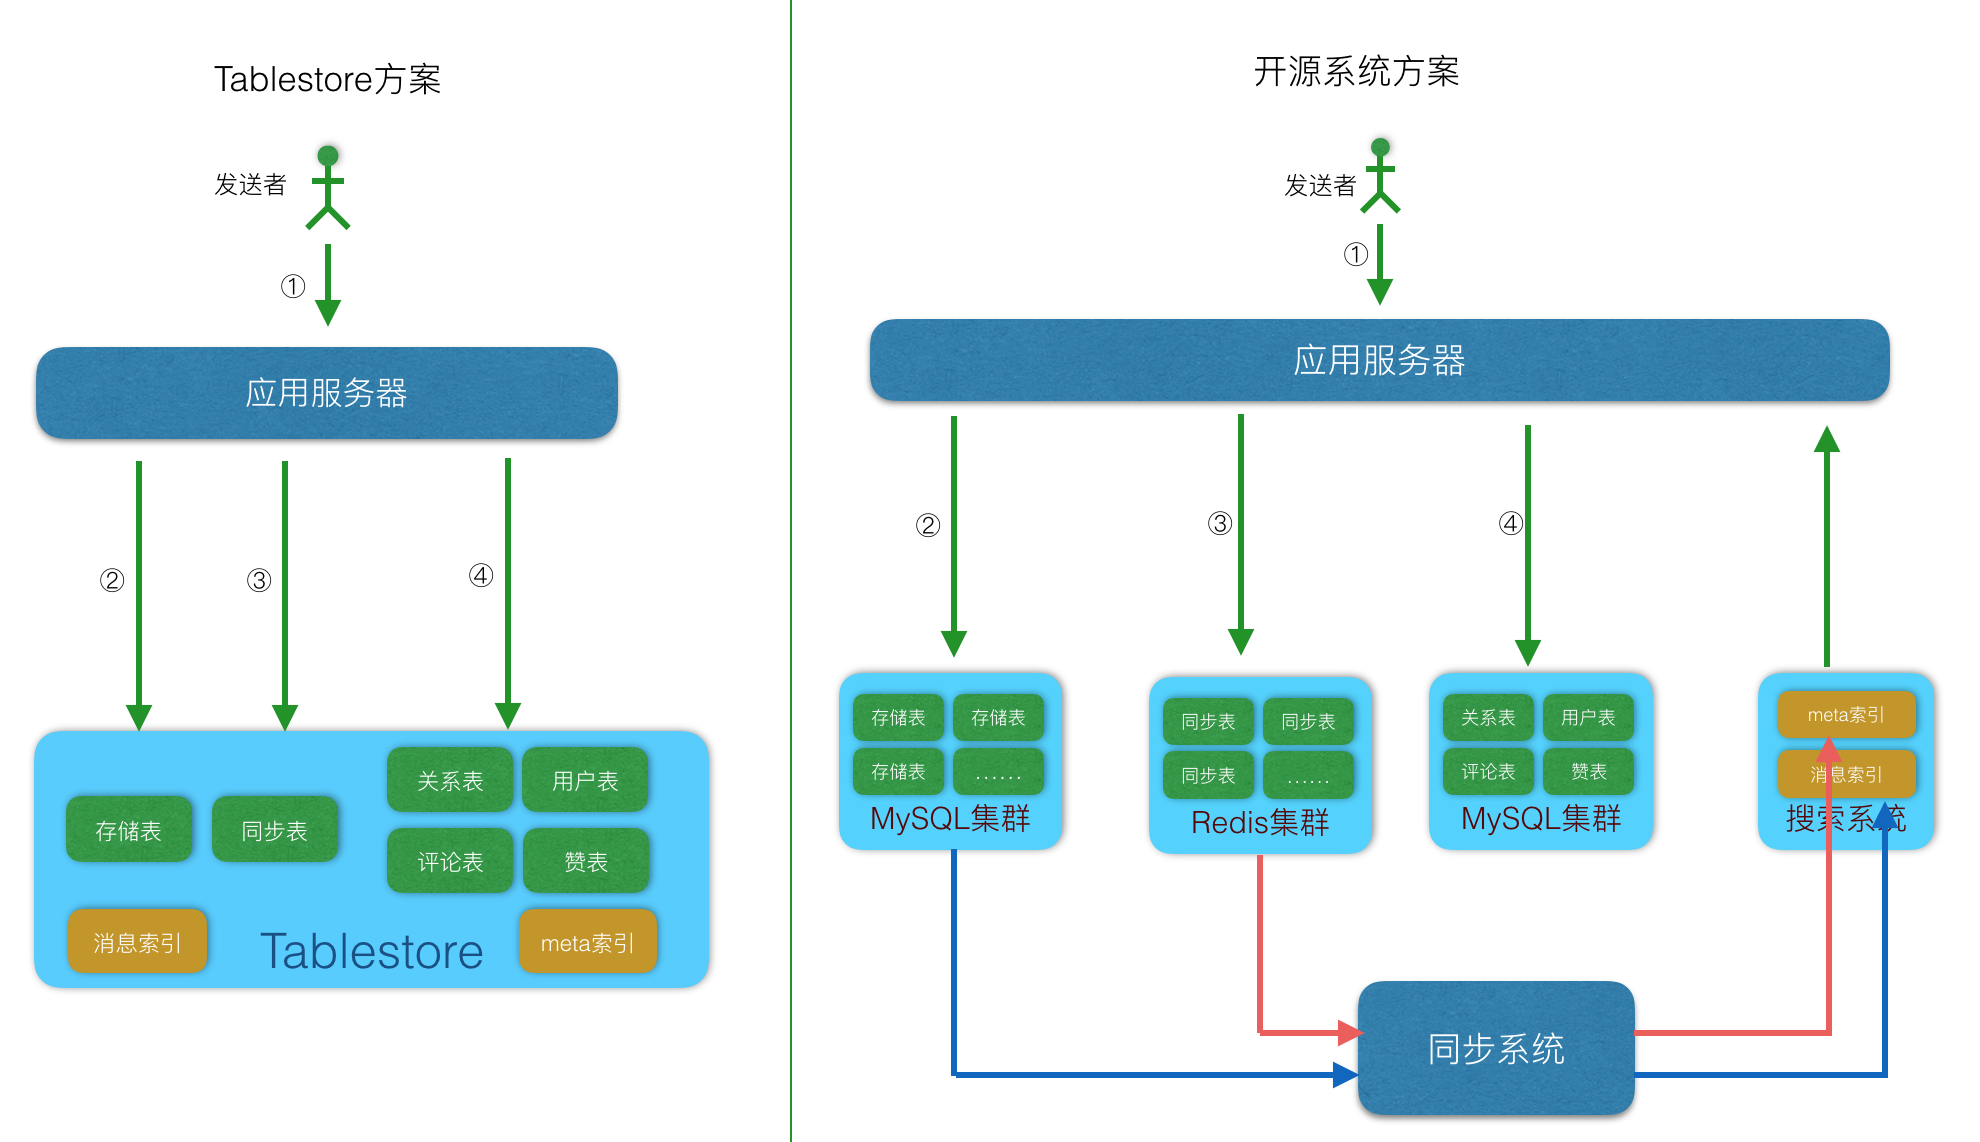 Tablestore方案
发送者
①
应用服务器
②
③
④
关系表
用户表
存储表
同步表
评论表
赞表
消息索引
Tablestore
meta索引
开源系统方案
发送者
①
应用服务器
②
③
④
存储表
存储表
存储表
......
MySQL集群
同步表
同步表
同步表
......
Redis集群
关系表
用户表
评论表
赞表
MySQL集群
meta索引
消息索引
搜索系统
同步系统